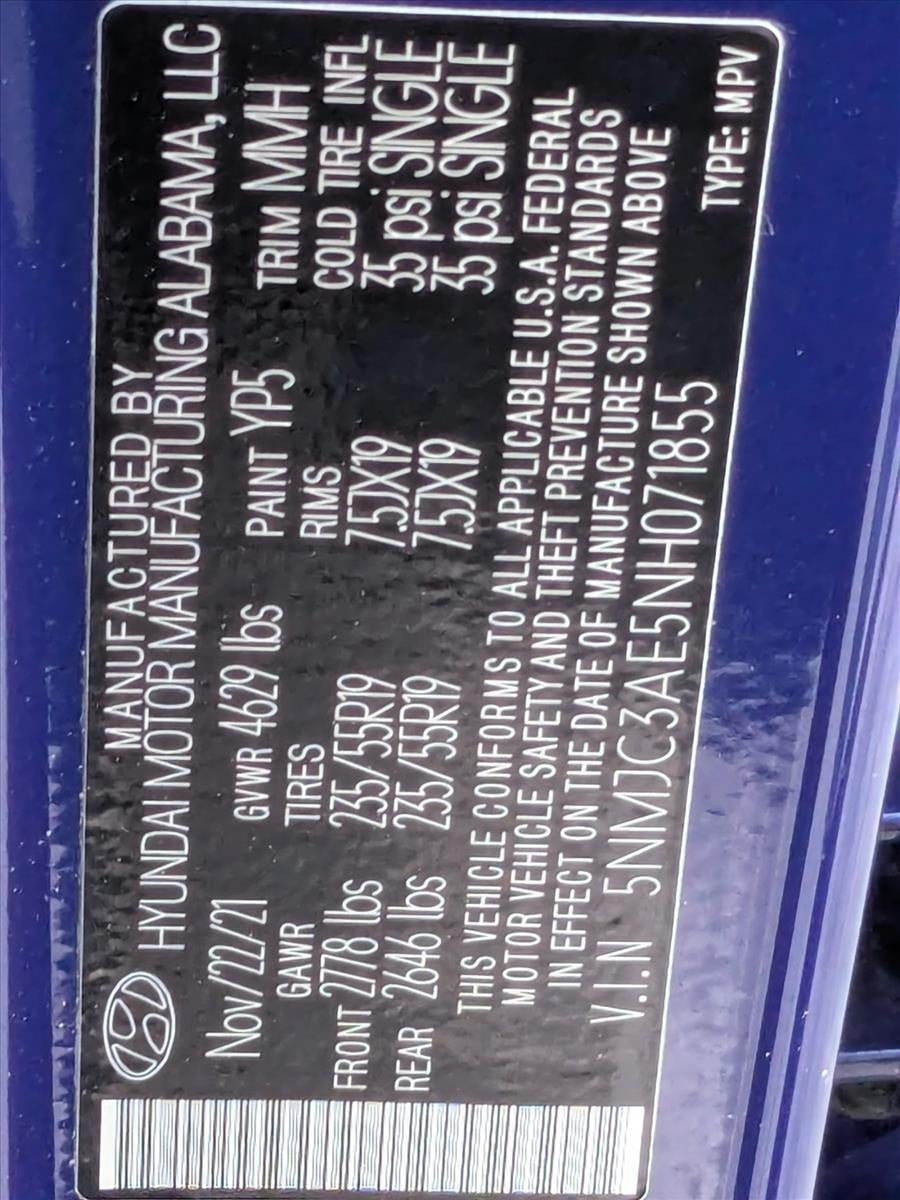 MANUFACTURED BY
HYUNDAI MOTOR MANUFACTURING ALABAMA, LLC
Nov/22/21 GVWR 4629 lbs PAINT YP5 TRIM MMH
GAWR TIRES RIMS COLD TIRE INFL
FRONT 2778 lbs 235/55R19 7.5JX19 35 psi SINGLE
REAR 2646 lbs 235/55R19 7.5JX19 35 psi SINGLE
THIS VEHICLE CONFORMS TO ALL APPLICABLE U.S.A. FEDERAL
MOTOR VEHICLE SAFETY AND THEFT PREVENTION STANDARDS
IN EFFECT ON THE DATE OF MANUFACTURE SHOWN ABOVE
V.I.N 5NMJC3AE5NH071855
TYPE: MPV